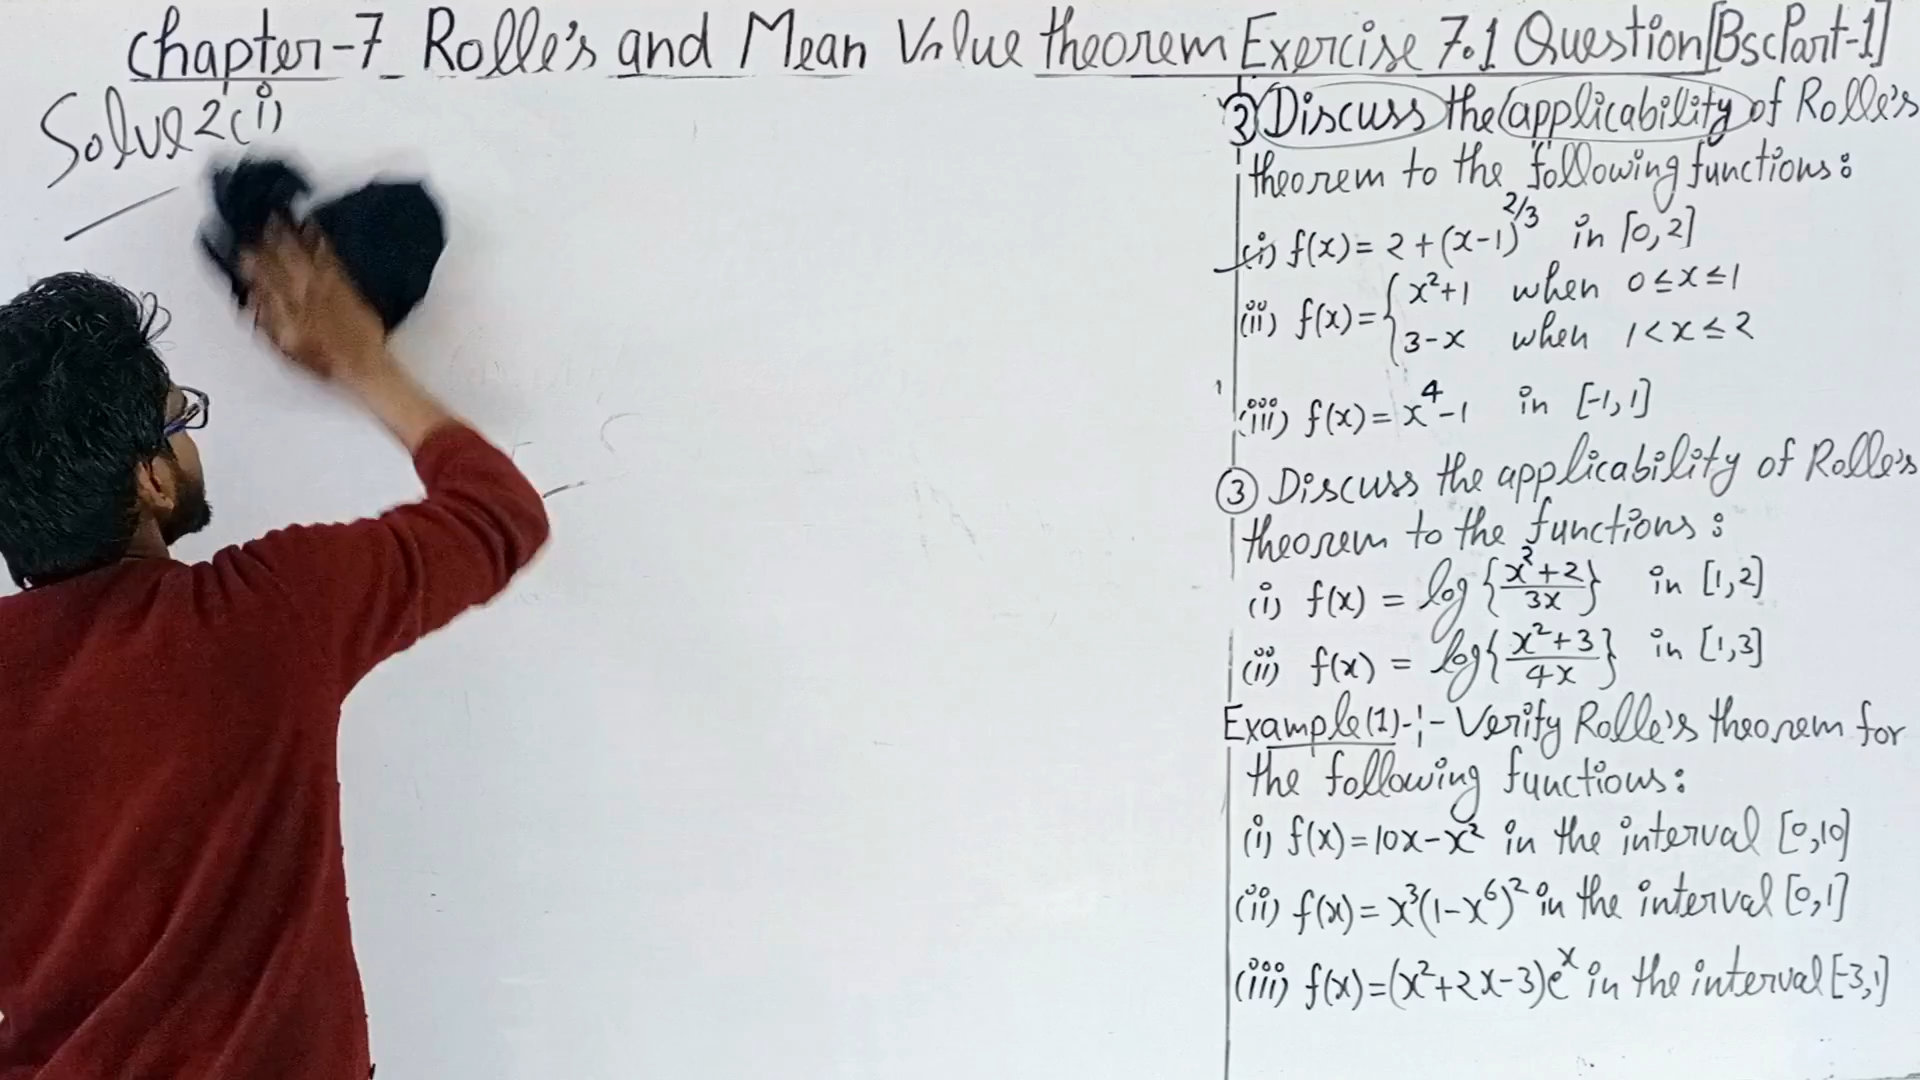 Chapter-7 Rolle's and Mean Value theorem Exercise 7.1 Question [Bsc Part-1]
Solve 2(i)
② Discuss the applicability of Rolle's
theorem to the following functions:
(i) f(x) = 2+(x-1)^2/3 in [0,2]
(ii) f(x) = { x²+1 when 0≤x≤1
3-x when 1<x≤2
(iii) f(x) = x⁴-1 in [-1,1]
③ Discuss the applicability of Rolle's
theorem to the functions:
(i) f(x) = log{x²+2/3x} in [1,2]
(ii) f(x) = log{x²+3/4x} in [1,3]
Example(1)-:- Verify Rolle's theorem for
the following functions:
(i) f(x)=10x-x² in the interval [0,10]
(ii) f(x) = x³(1-x⁶)² in the interval [0,1]
(iii) f(x)=(x²+2x-3)eˣ in the interval [-3,1]